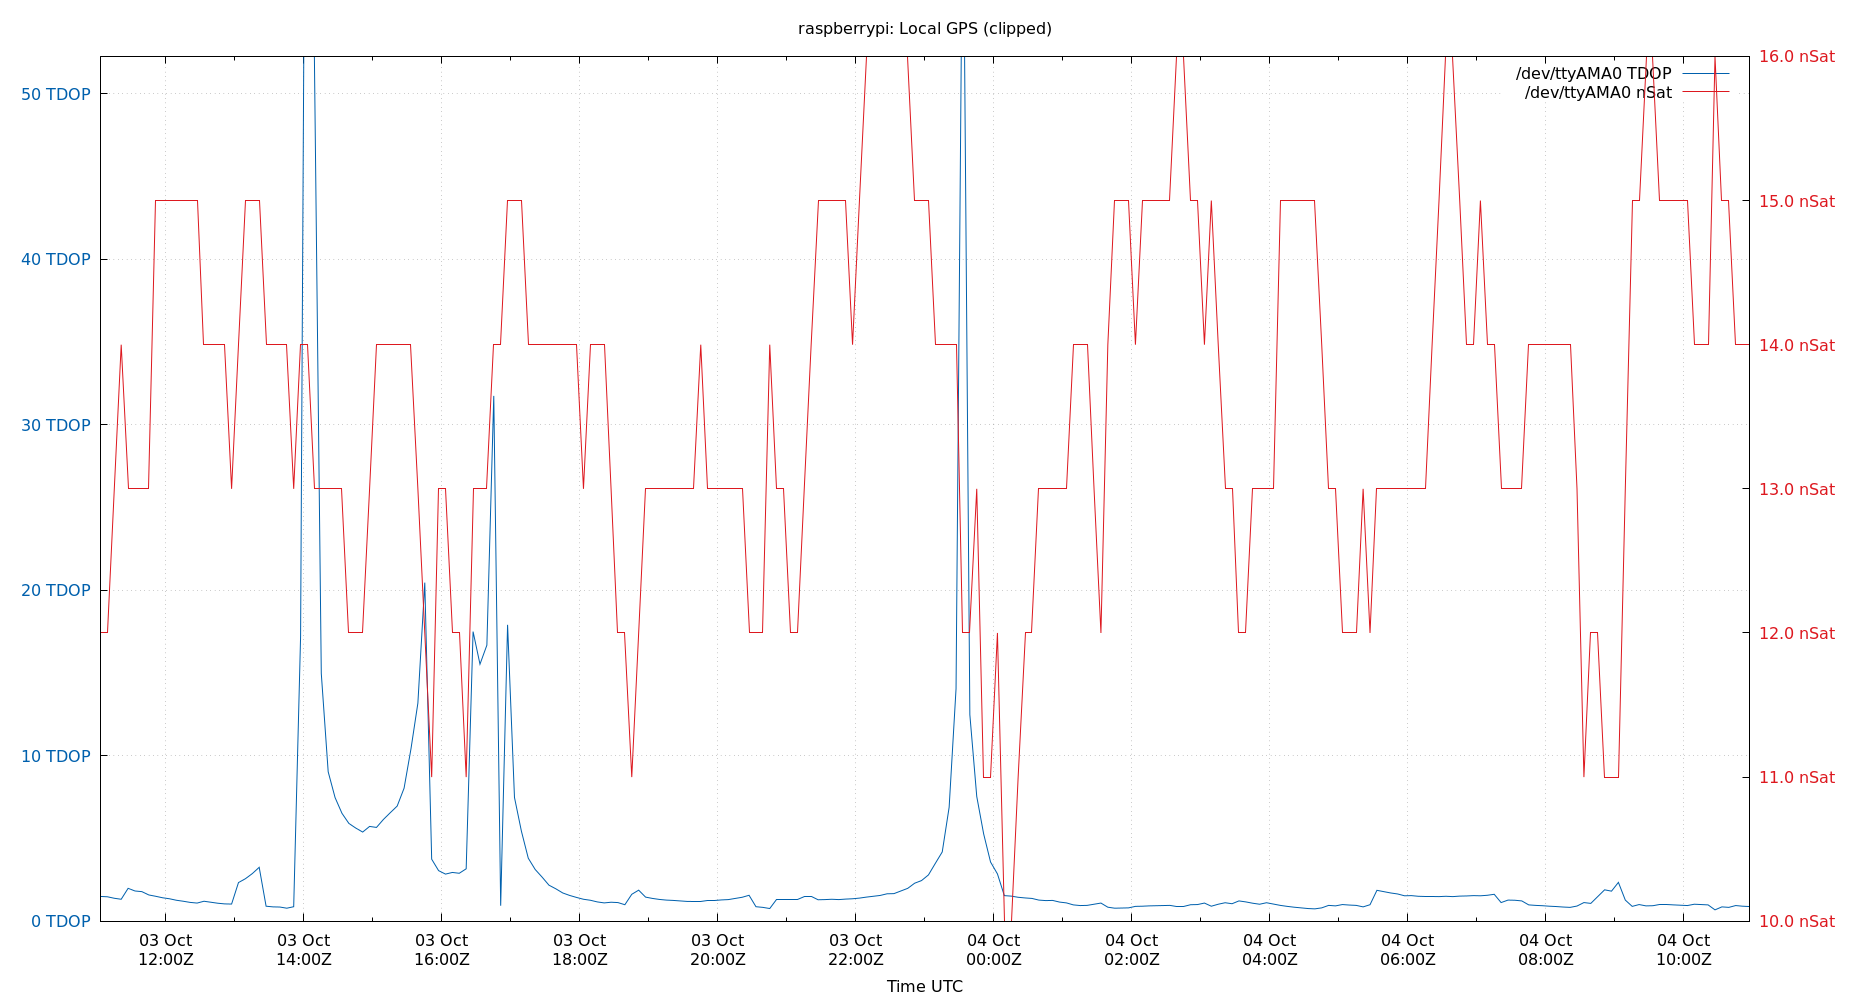 raspberrypi: Local GPS (clipped)
/dev/ttyAMA0 TDOP
/dev/ttyAMA0 nSat
50 TDOP
40 TDOP
30 TDOP
20 TDOP
10 TDOP
0 TDOP
16.0 nSat
15.0 nSat
14.0 nSat
13.0 nSat
12.0 nSat
11.0 nSat
10.0 nSat
03 Oct 03 Oct 03 Oct 03 Oct 03 Oct 03 Oct 04 Oct 04 Oct 04 Oct 04 Oct 04 Oct 04 Oct
12:00Z 14:00Z 16:00Z 18:00Z 20:00Z 22:00Z 00:00Z 02:00Z 04:00Z 06:00Z 08:00Z 10:00Z
Time UTC